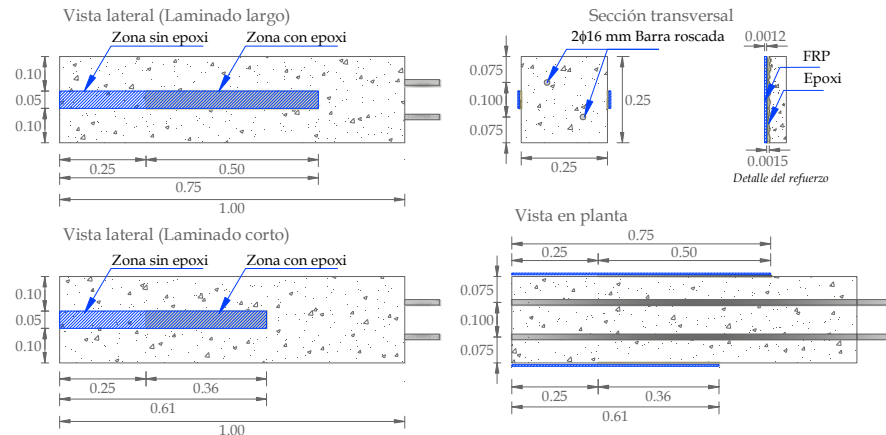 Vista lateral (Laminado largo)
Zona sin epoxi
Zona con epoxi
0.10
0.05
0.10
0.25
0.50
0.75
1.00
Sección transversal
2ϕ16 mm Barra roscada
0.075
0.100
0.075
0.25
0.25
0.0012
FRP
Epoxi
0.0015
Detalle del refuerzo
Vista lateral (Laminado corto)
Zona sin epoxi
Zona con epoxi
0.10
0.05
0.10
0.25
0.36
0.61
1.00
Vista en planta
0.75
0.25
0.50
0.075
0.100
0.075
0.25
0.36
0.61